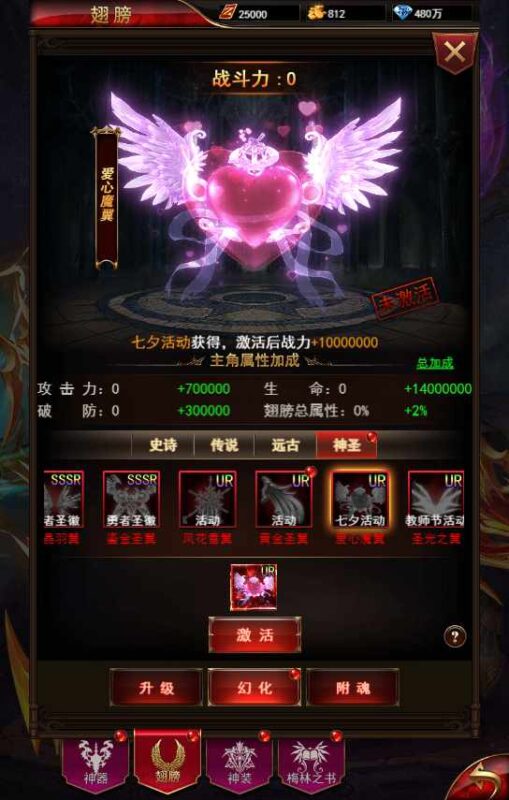 翅膀
25000
812
480万
战斗力:0
爱心魔翼
未激活
七夕活动获得，激活后战力+10000000
主角属性加成
总加成
攻击力:0 +700000 生命:0 +14000000
破防:0 +300000 翅膀总属性:0% +2%
史诗 传说 远古 神圣
SSSR SSSR UR UR UR UR
者圣徽 勇者圣徽 活动 活动 七夕活动 教师节活动
晶羽翼 鎏金圣翼 风花雪翼 黄金圣翼 爱心魔翼 圣光之翼
UR
激活
?
升级 幻化 附魂
神器 翅膀 神装 梅林之书